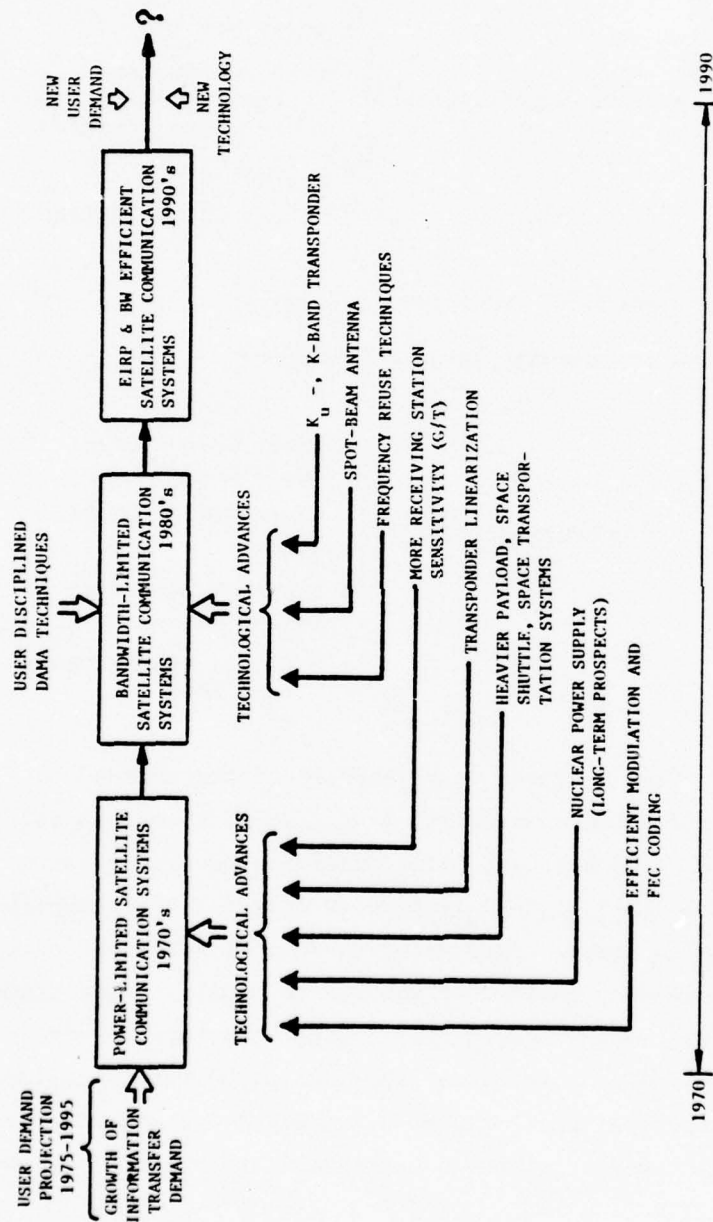 USER DEMAND
PROJECTION
1975-1995
GROWTH OF
INFORMATION
TRANSFER
DEMAND
POWER-LIMITED SATELLITE
COMMUNICATION SYSTEMS
1970's
TECHNOLOGICAL ADVANCES
USER DISCIPLINED
DAMA TECHNIQUES
BANDWIDTH-LIMITED
SATELLITE COMMUNICATION
SYSTEMS 1980's
TECHNOLOGICAL ADVANCES
EIRP & BW EFFICIENT
SATELLITE COMMUNICATION
SYSTEMS 1990's
NEW
USER
DEMAND
NEW
TECHNOLOGY
?
Ku -, K-BAND TRANSPONDER
SPOT-BEAM ANTENNA
FREQUENCY REUSE TECHNIQUES
MORE RECEIVING STATION
SENSITIVITY (G/T)
TRANSPONDER LINEARIZATION
HEAVIER PAYLOAD, SPACE
SHUTTLE, SPACE TRANSPOR-
TATION SYSTEMS
NUCLEAR POWER SUPPLY
(LONG-TERM PROSPECTS)
EFFICIENT MODULATION AND
FEC CODING
1970
1990